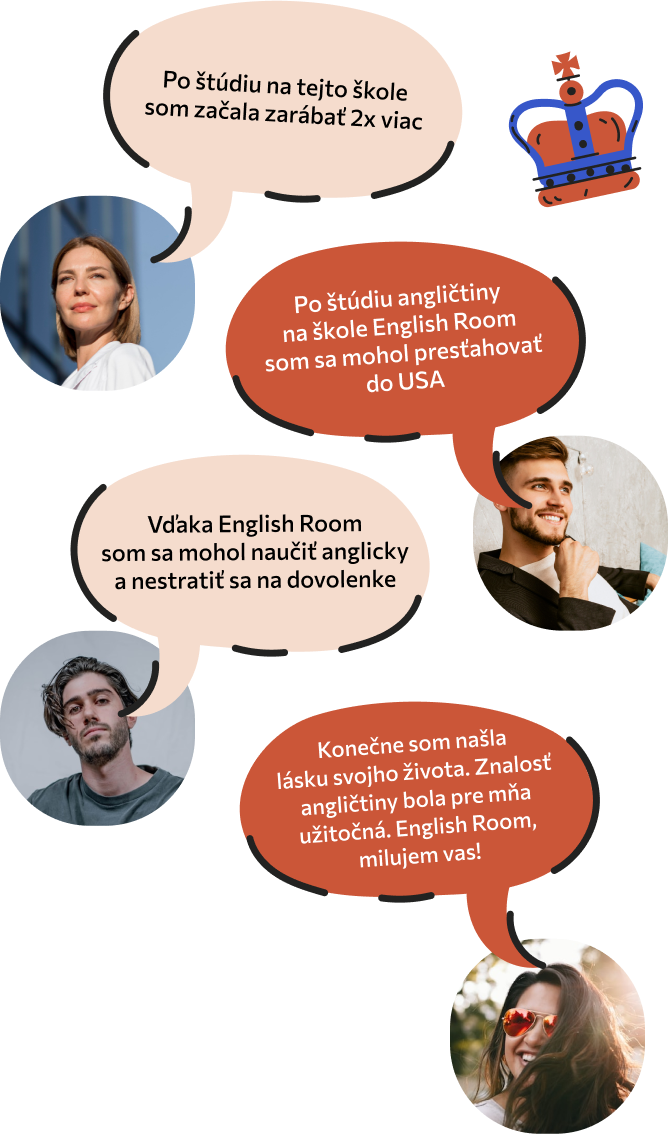 Po štúdiu na tejto škole
som začala zarábať 2x viac
Po štúdiu angličtiny
na škole English Room
som sa mohol presťahovať
do USA
Vďaka English Room
som sa mohol naučiť anglicky
a nestratiť sa na dovolenke
Konečne som našla
lásku svojho života. Znalosť
angličtiny bola pre mňa
užitočná. English Room,
milujem vas!